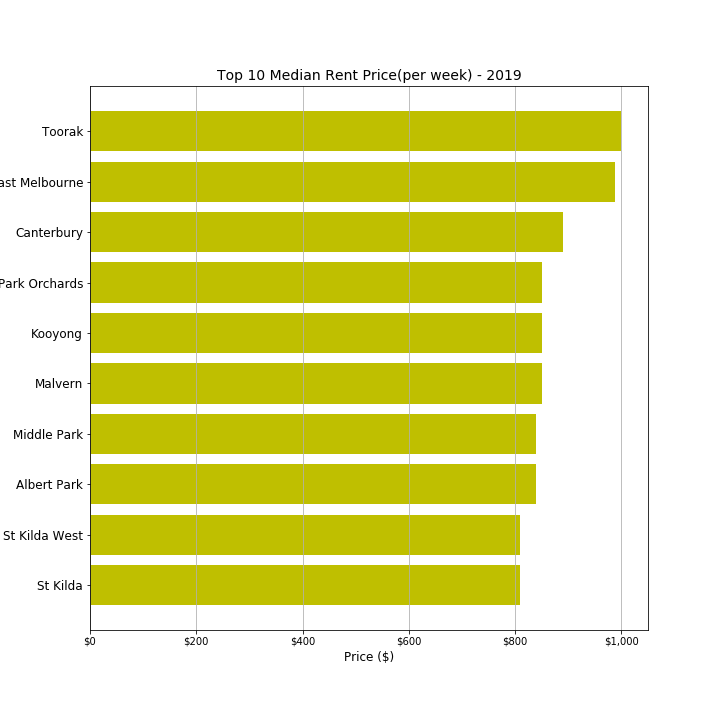 Top 10 Median Rent Price(per week) - 2019
Toorak
ast Melbourne
Canterbury
Park Orchards
Kooyong
Malvern
Middle Park
Albert Park
St Kilda West
St Kilda
$0 $200 $400 $600 $800 $1,000
Price ($)